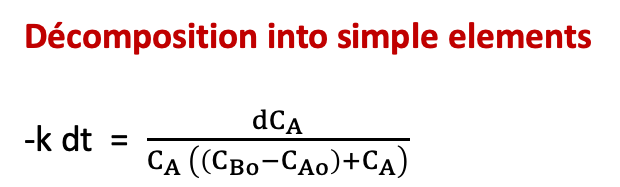 Décomposition into simple elements
-k dt = dC_A / C_A ((C_Bo−C_Ao)+C_A)